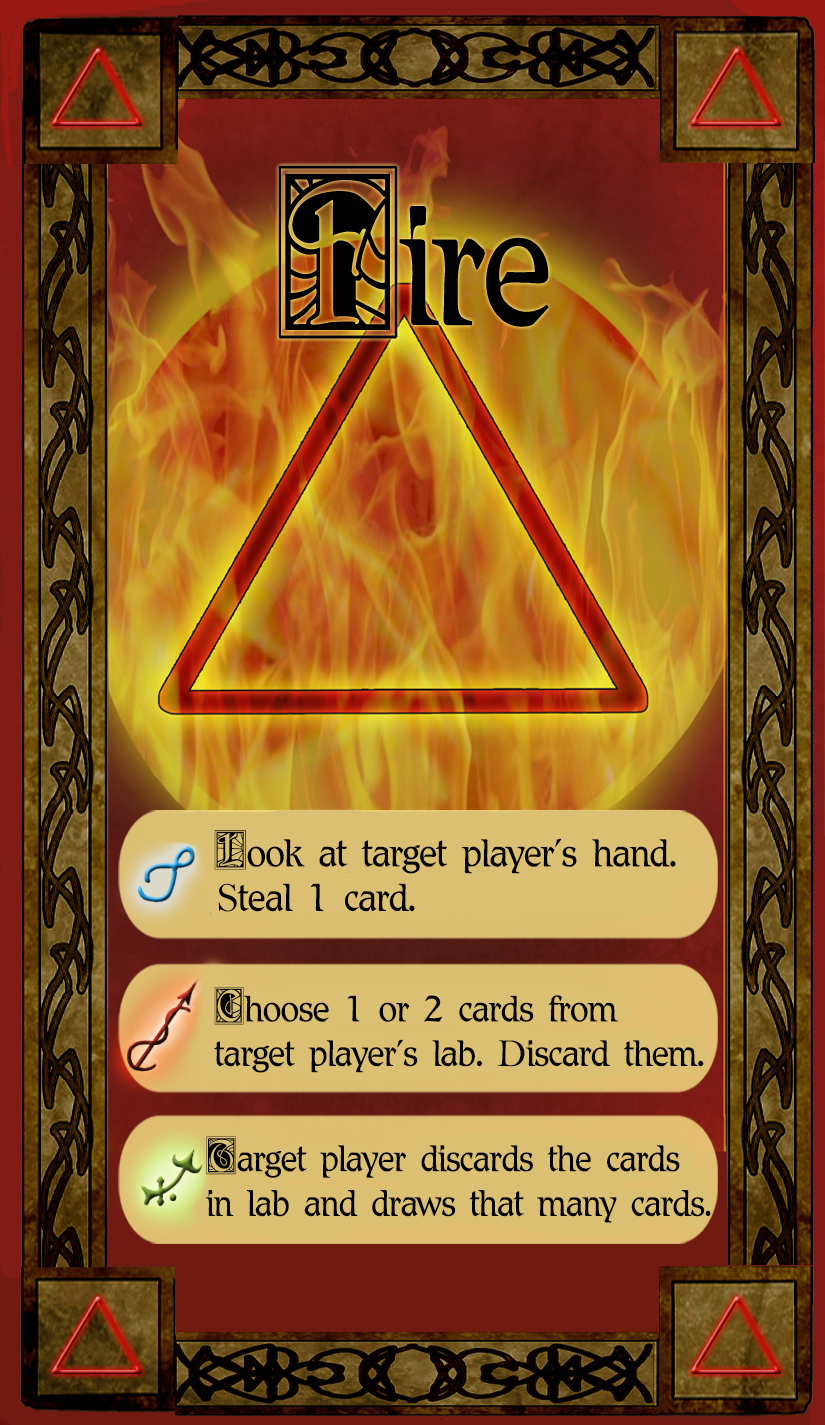 Fire
Look at target player's hand.
Steal 1 card.
Choose 1 or 2 cards from
target player's lab. Discard them.
Target player discards the cards
in lab and draws that many cards.